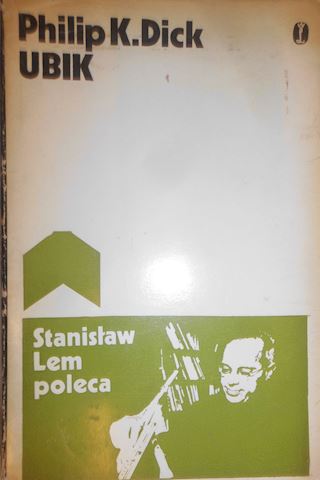 Philip K.Dick
UBIK
Stanisław
Lem
poleca